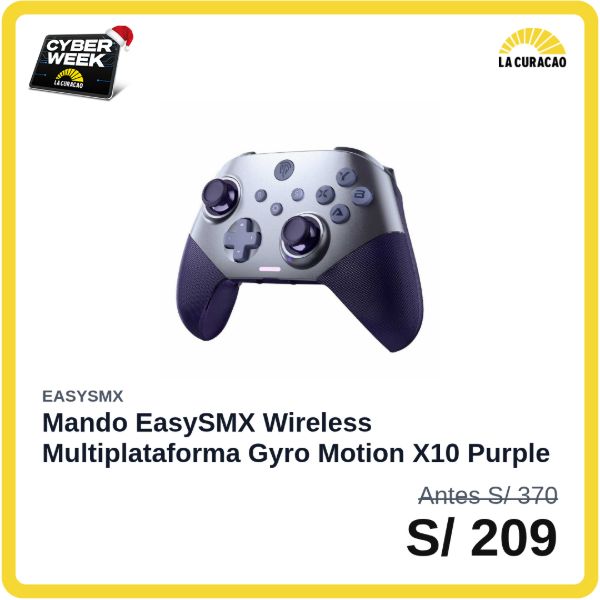 CYBER
WEEK
LA CURACAO
LA CURACAO
Y
X
B
A
EASYSMX
Mando EasySMX Wireless
Multiplataforma Gyro Motion X10 Purple
Antes S/ 370
S/ 209